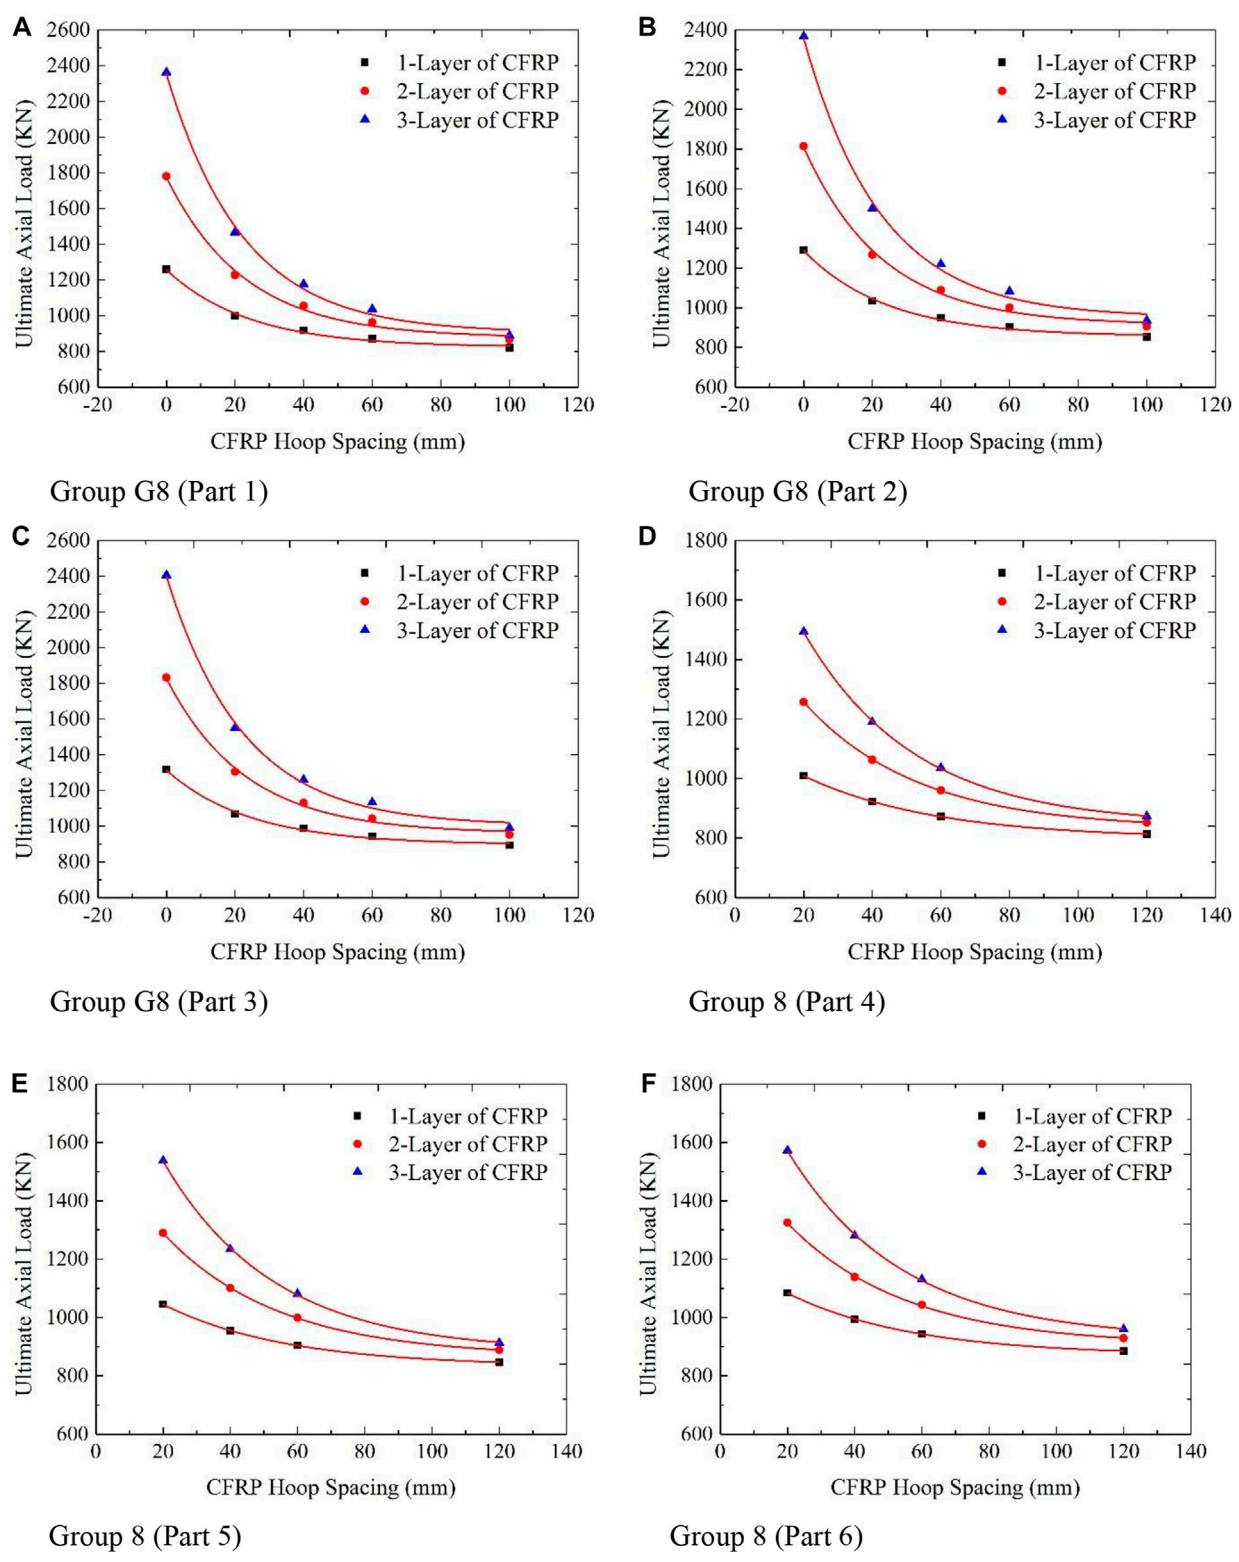 A
2600
2400
2200
2000
1800
1600
1400
1200
1000
800
600
Ultimate Axial Load (KN)
1-Layer of CFRP
2-Layer of CFRP
3-Layer of CFRP
-20 0 20 40 60 80 100 120
CFRP Hoop Spacing (mm)
Group G8 (Part 1)
B
2400
2200
2000
1800
1600
1400
1200
1000
800
600
Ultimate Axial Load (KN)
1-Layer of CFRP
2-Layer of CFRP
3-Layer of CFRP
-20 0 20 40 60 80 100 120
CFRP Hoop Spacing (mm)
Group G8 (Part 2)
C
2600
2400
2200
2000
1800
1600
1400
1200
1000
800
600
Ultimate Axial Load (KN)
1-Layer of CFRP
2-Layer of CFRP
3-Layer of CFRP
-20 0 20 40 60 80 100 120
CFRP Hoop Spacing (mm)
Group G8 (Part 3)
D
1800
1600
1400
1200
1000
800
600
Ultimate Axial Load (KN)
1-Layer of CFRP
2-Layer of CFRP
3-Layer of CFRP
0 20 40 60 80 100 120 140
CFRP Hoop Spacing (mm)
Group 8 (Part 4)
E
1800
1600
1400
1200
1000
800
600
Ultimate Axial Load (KN)
1-Layer of CFRP
2-Layer of CFRP
3-Layer of CFRP
0 20 40 60 80 100 120 140
CFRP Hoop Spacing (mm)
Group 8 (Part 5)
F
1800
1600
1400
1200
1000
800
600
Ultimate Axial Load (KN)
1-Layer of CFRP
2-Layer of CFRP
3-Layer of CFRP
0 20 40 60 80 100 120 140
CFRP Hoop Spacing (mm)
Group 8 (Part 6)